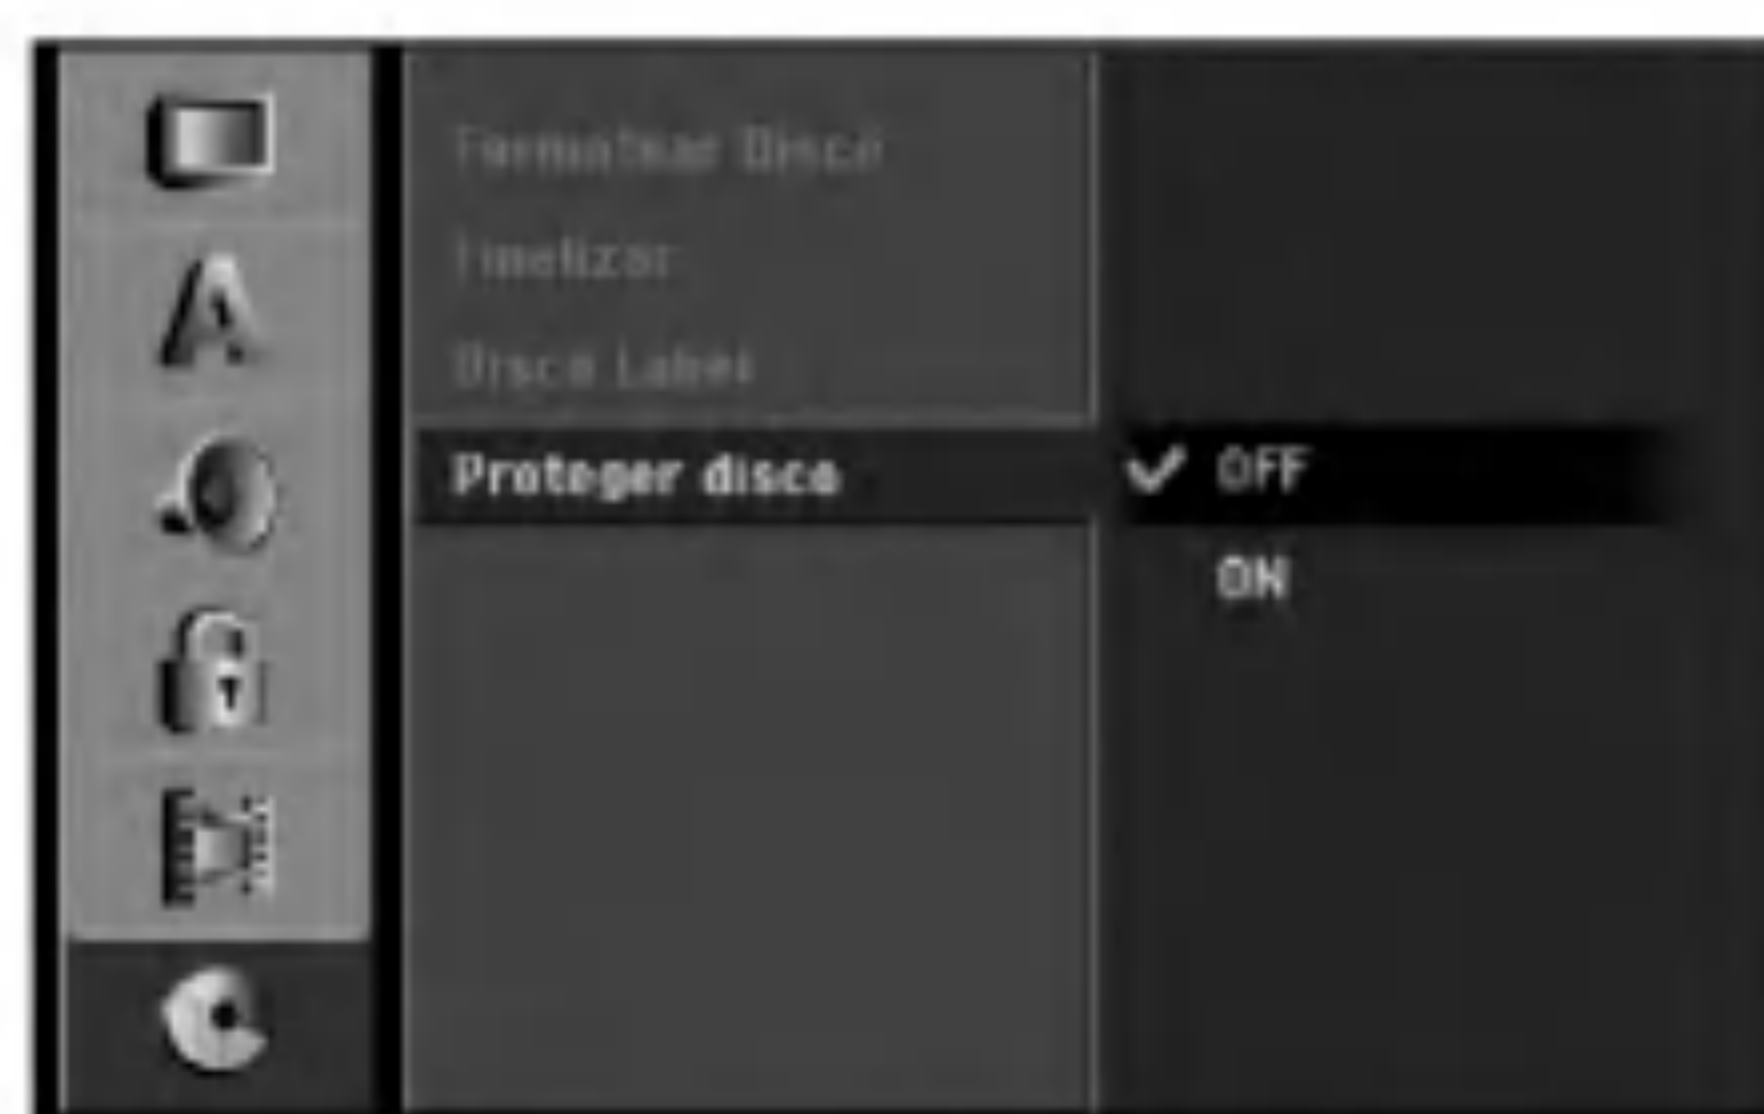 Formatear Disco
Finalizar
Disco Label
Proteger disco
OFF
ON